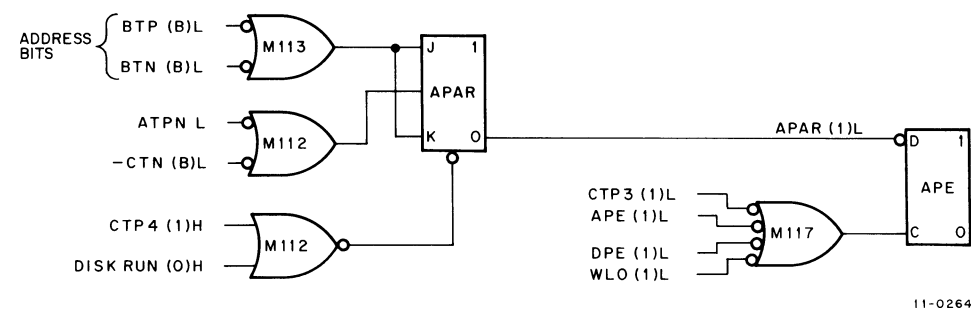 ADDRESS
BITS
BTP (B)L
BTN (B)L
M113
ATPN L
-CTN (B)L
M112
CTP4 (1)H
DISK RUN (0)H
M112
J 1
APAR
K 0
APAR (1)L
CTP3 (1)L
APE (1)L
DPE (1)L
WLO (1)L
M117
D 1
APE
C 0
11-0264